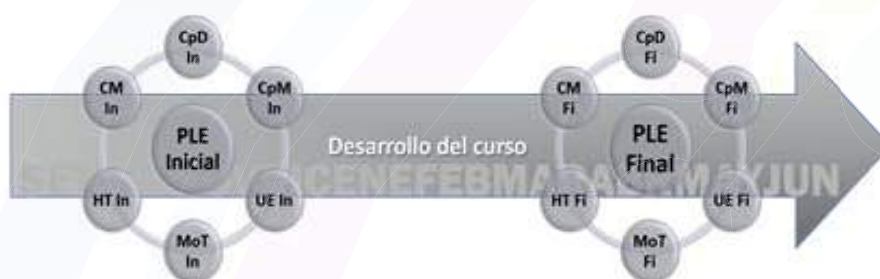 CpD
In
CM
In
CpM
In
PLE
Inicial
HT In
UE In
MoT
In
Desarrollo del curso
CpD
Fi
CM
Fi
CpM
Fi
PLE
Final
HT Fi
UE Fi
MoT
Fi